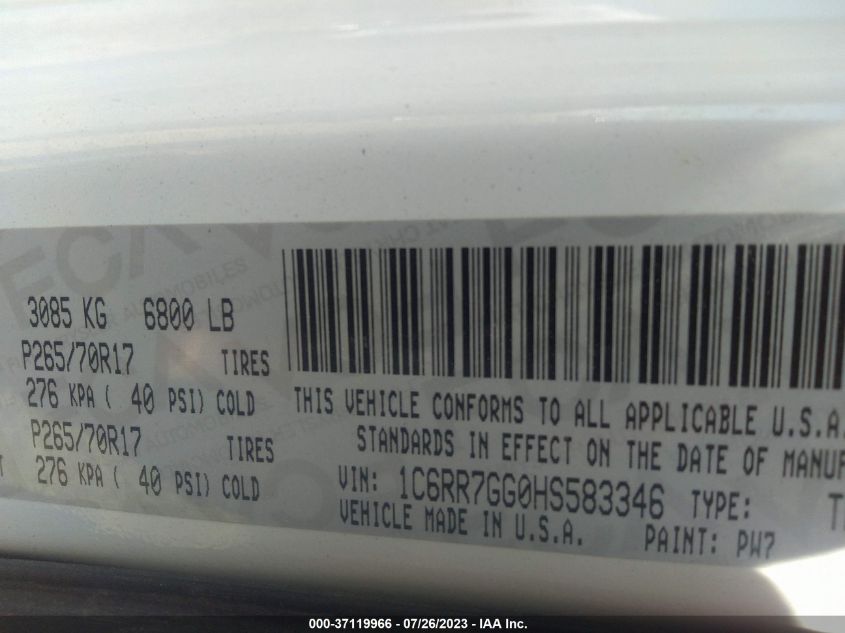 3085 KG 6800 LB
P265/70R17 TIRES
276 KPA ( 40 PSI) COLD
P265/70R17 TIRES
276 KPA ( 40 PSI) COLD
THIS VEHICLE CONFORMS TO ALL APPLICABLE U.S.A.
STANDARDS IN EFFECT ON THE DATE OF MANUF
VIN: 1C6RR7GG0HS583346 TYPE:
VEHICLE MADE IN U.S.A. PAINT: PW7
000-37119966 / 07/26/2023 - IAA Inc.